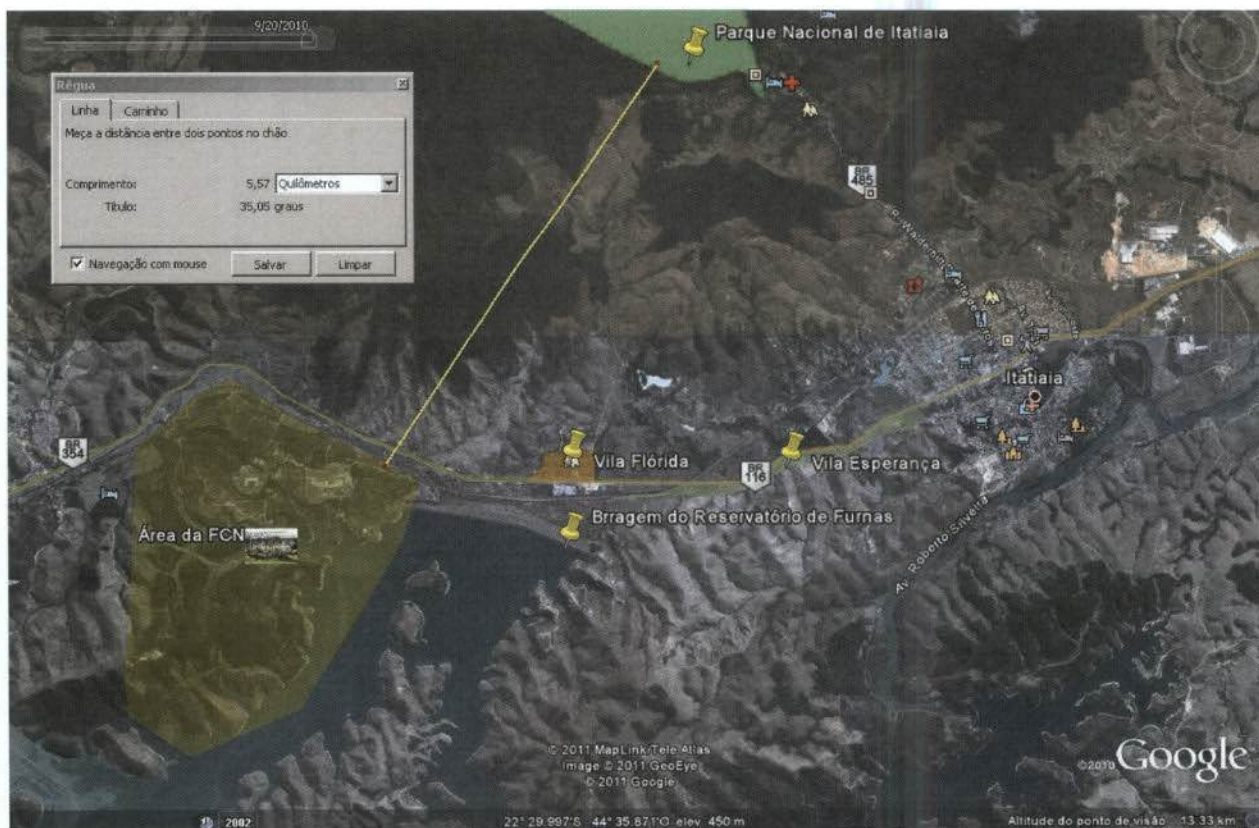 9/20/2010
Parque Nacional de Itatiaia
Régua
Linha
Caminho
Meça a distância entre dois pontos no chão
Comprimento:
5,57
Quilômetros
Título:
35,05 graus
Navegação com mouse
Salvar
Limpar
BR
485
Itatiaia
BR
354
Vila Flórida
BR
116
Vila Esperança
Área da FCN
Brragem do Reservatório de Furnas
Av. Roberto Silveira
© 2011 MapLink/Tele Atlas
Image © 2011 GeoEye
© 2011 Google
©2010 Google
2002
22° 29.997'S 44° 35.871'O elev 450 m
Altitude do ponto de visão 13.33 km